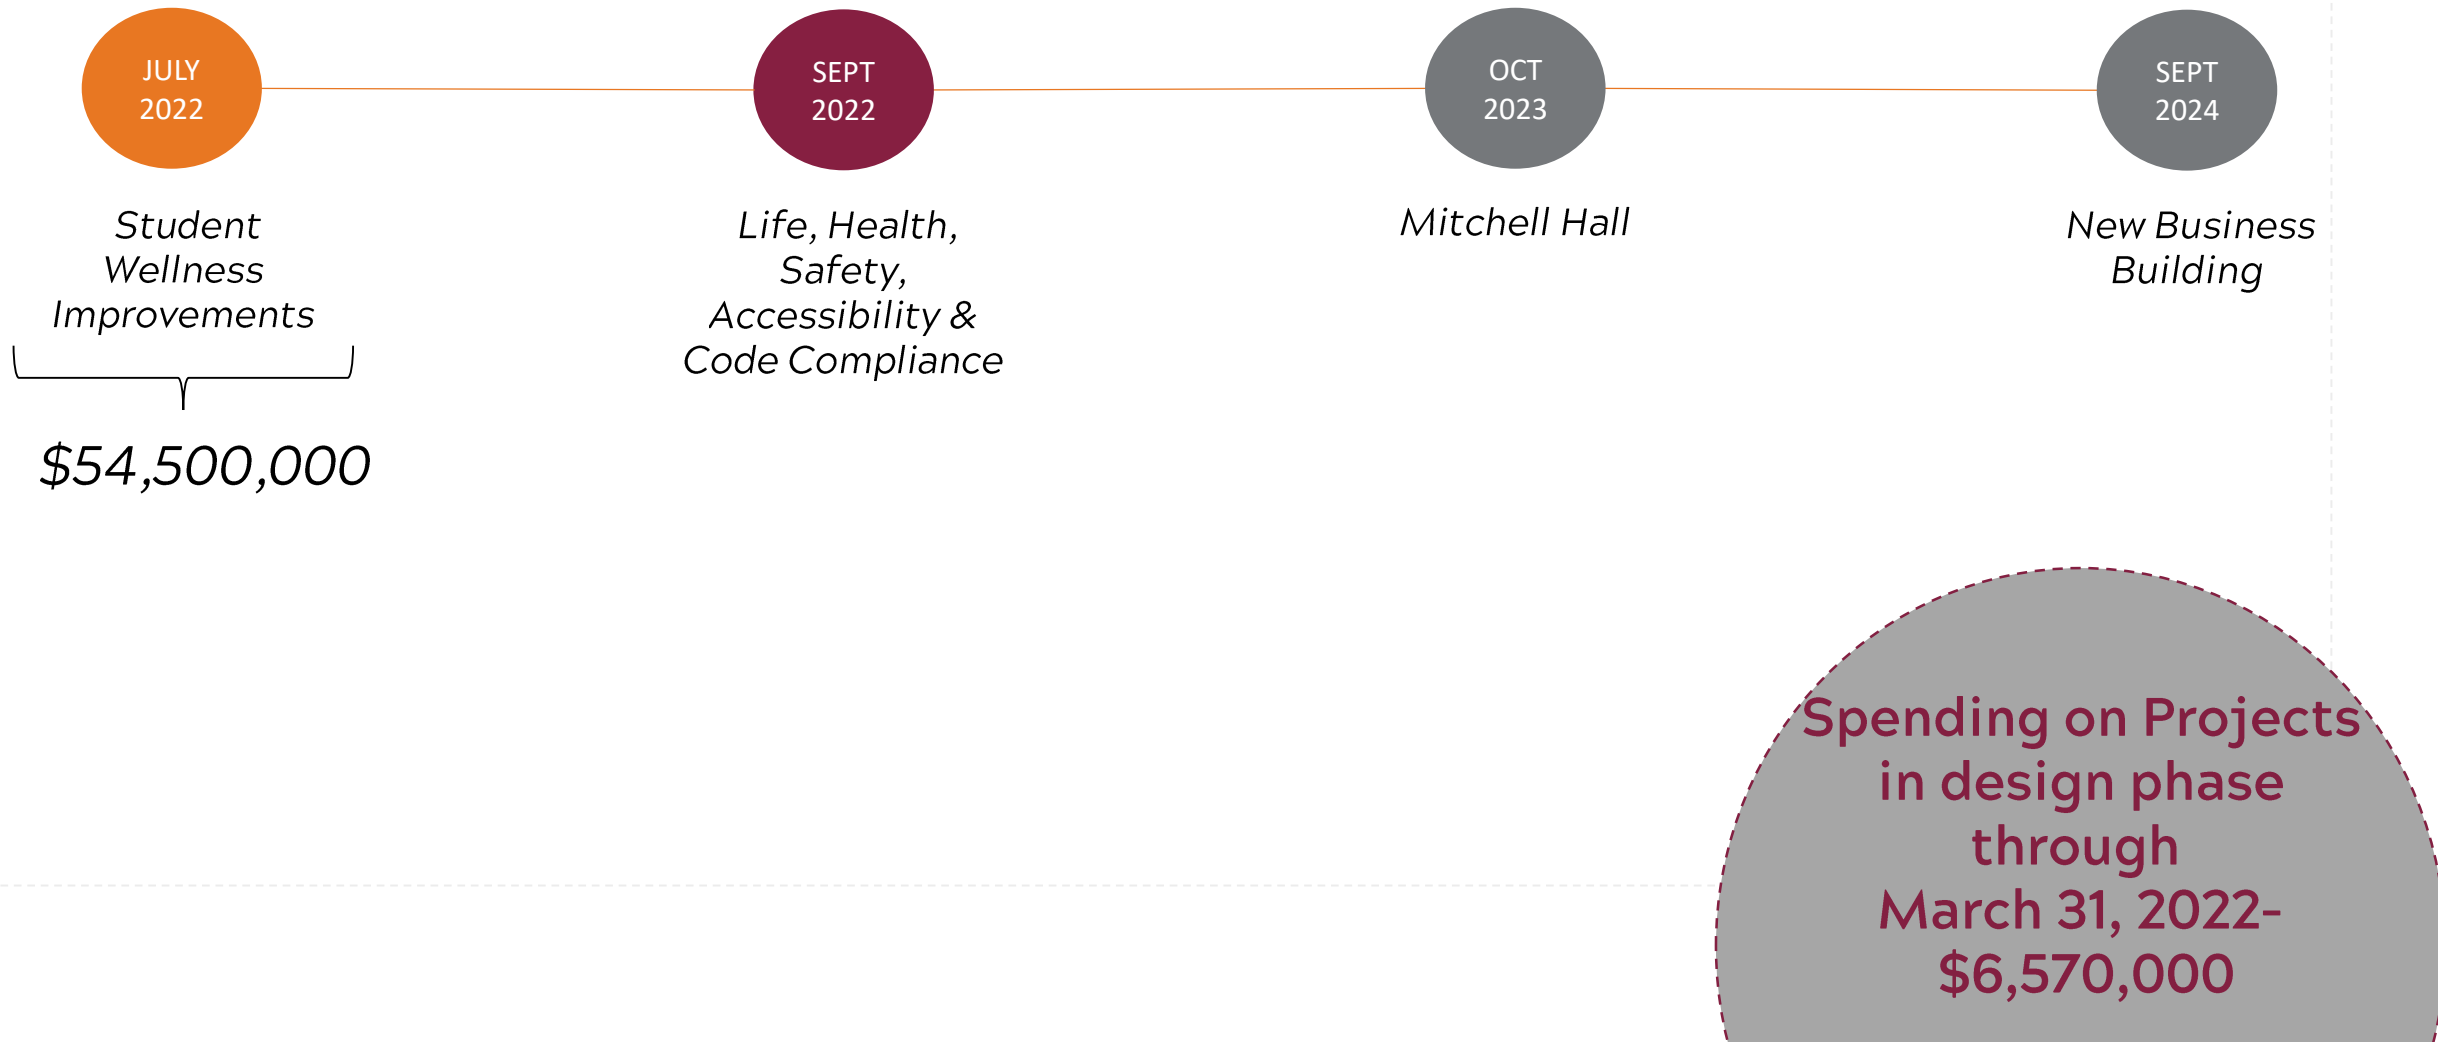 JULY
2022
SEPT
2022
OCT
2023
SEPT
2024
Student
Wellness
Improvements
Life, Health,
Safety,
Accessibility &
Code Compliance
Mitchell Hall
New Business
Building
$54,500,000
Spending on Projects
in design phase
through
March 31, 2022-
$6,570,000